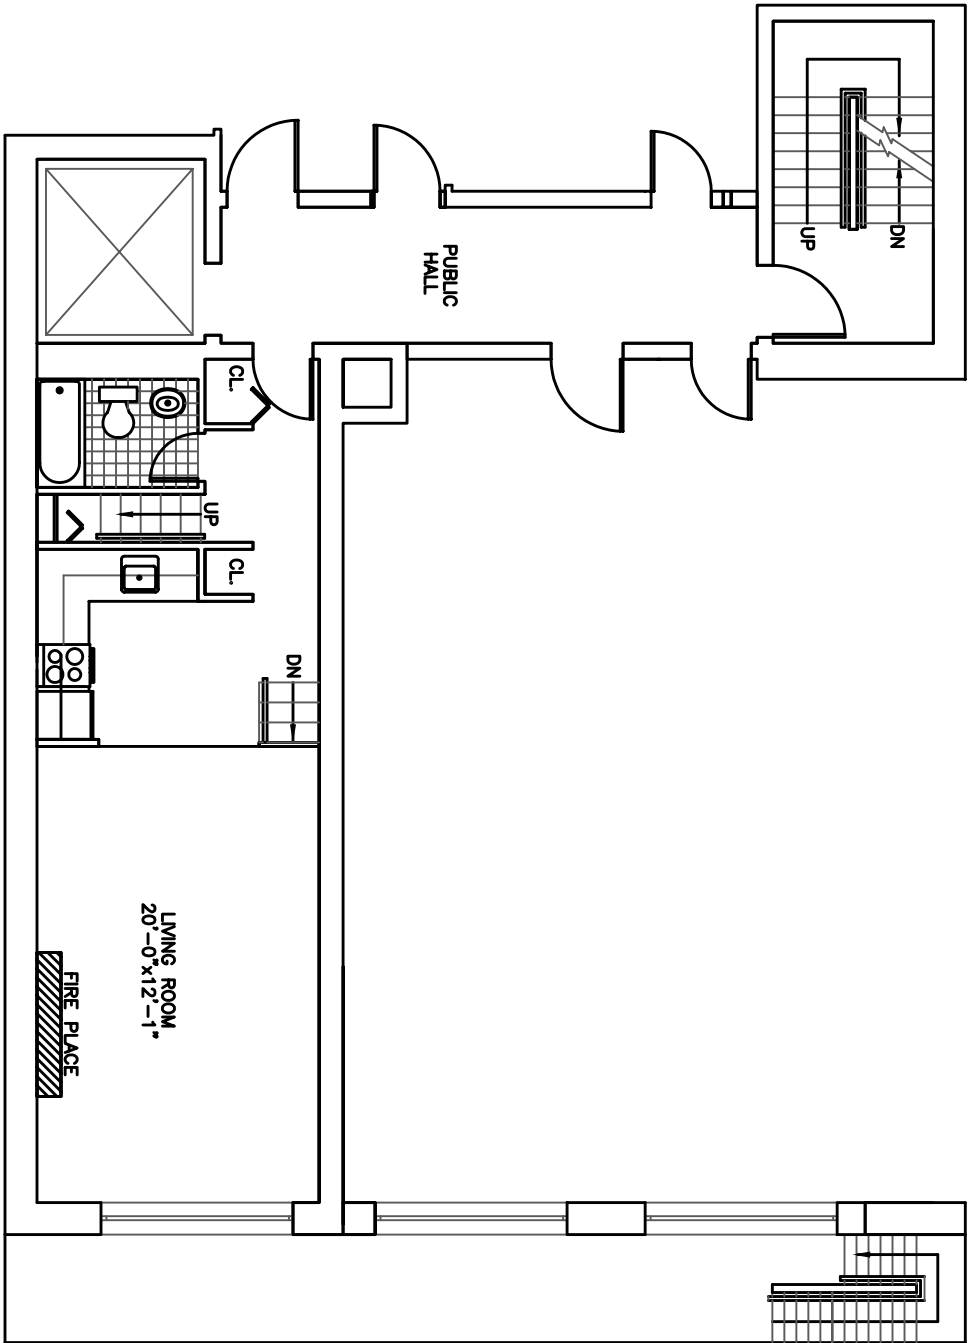 DN
UP
PUBLIC
HALL
CL.
UP
CL.
DN
LIVING ROOM
20'-0"x12'-1"
FIRE PLACE